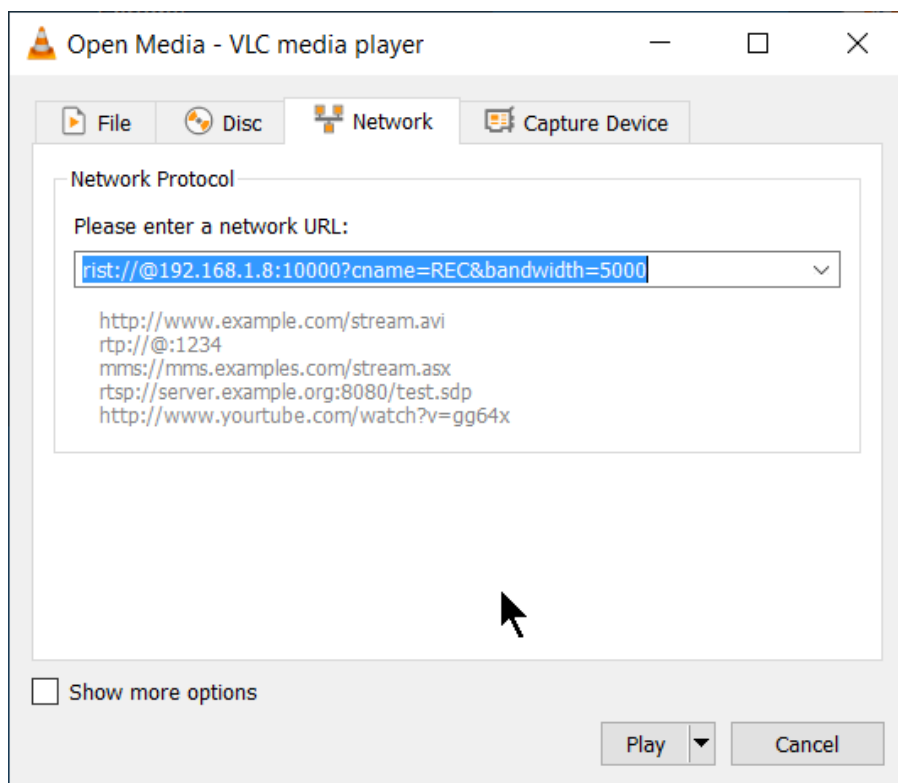 Open Media - VLC media player
File Disc Network Capture Device
Network Protocol
Please enter a network URL:
rist://@192.168.1.8:10000?cname=REC&bandwidth=5000
http://www.example.com/stream.avi
rtp://@:1234
mms://mms.examples.com/stream.asx
rtsp://server.example.org:8080/test.sdp
http://www.yourtube.com/watch?v=gg64x
Show more options
Play Cancel